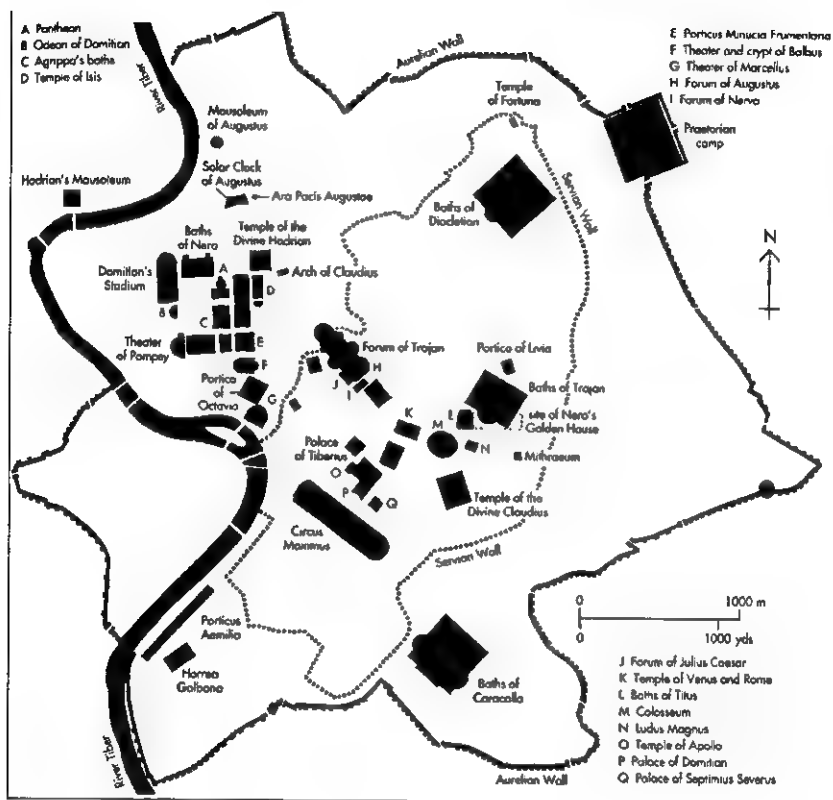 A Pantheon
B Odeon of Domitian
C Agrippa's baths
D Temple of Isis
E Porticus Minucia Frumentaria
F Theater and crypt of Balbus
G Theater of Marcellus
H Forum of Augustus
I Forum of Nerva
River Tiber
Aurelian Wall
Temple
of Fortuna
Praetorian
camp
Mausoleum
of Augustus
Solar Clock
of Augustus
Ara Pacis Augustae
Hadrian's Mausoleum
Servian Wall
Baths of
Diocletian
N
Baths
of Nero
Temple of the
Divine Hadrian
Domitian's
Stadium
A
D
Arch of Claudius
B
C
Theater
of Pompey
E
F
Forum of Trajan
H
J
I
Portico of Livia
Baths of Trajan
Portico
of
Octavia
G
L
site of Nero's
Golden House
K
M
N
Mithraeum
Palace
of Tiberius
O
P
Q
Temple of the
Divine Claudius
Circus
Maximus
Servian Wall
0
1000 m
0
1000 yds
Porticus
Aemilia
Horrea
Galbana
Baths of
Caracalla
River Tiber
Aurelian Wall
J Forum of Julius Caesar
K Temple of Venus and Rome
L Baths of Titus
M Colosseum
N Ludus Magnus
O Temple of Apollo
P Palace of Domitian
Q Palace of Septimius Severus